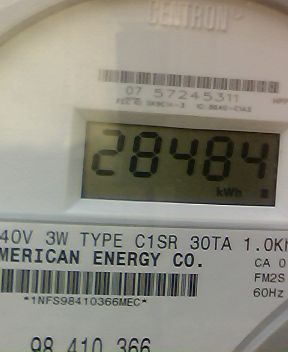 CENTRON®
07 57245311
28484
kWh
40V 3W TYPE C1SR 30TA 1.0K
MERICAN ENERGY CO.
CA 0
FM2S
60Hz
*1NFS98410366MEC*
98 410 366